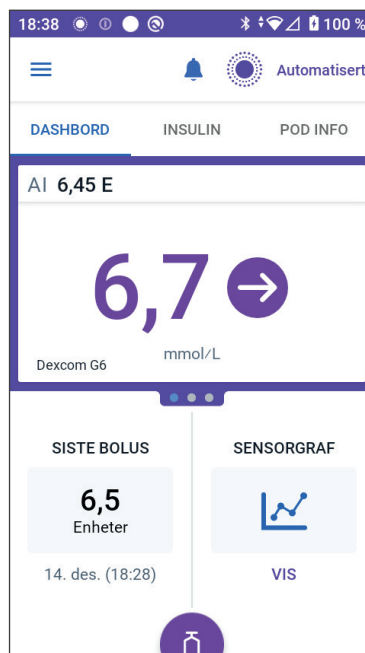 18:38 100 %
Automatisert
DASHBORD INSULIN POD INFO
AI 6,45 E
6,7
mmol/L
Dexcom G6
SISTE BOLUS SENSORGRAF
6,5
Enheter
14. des. (18:28) VIS